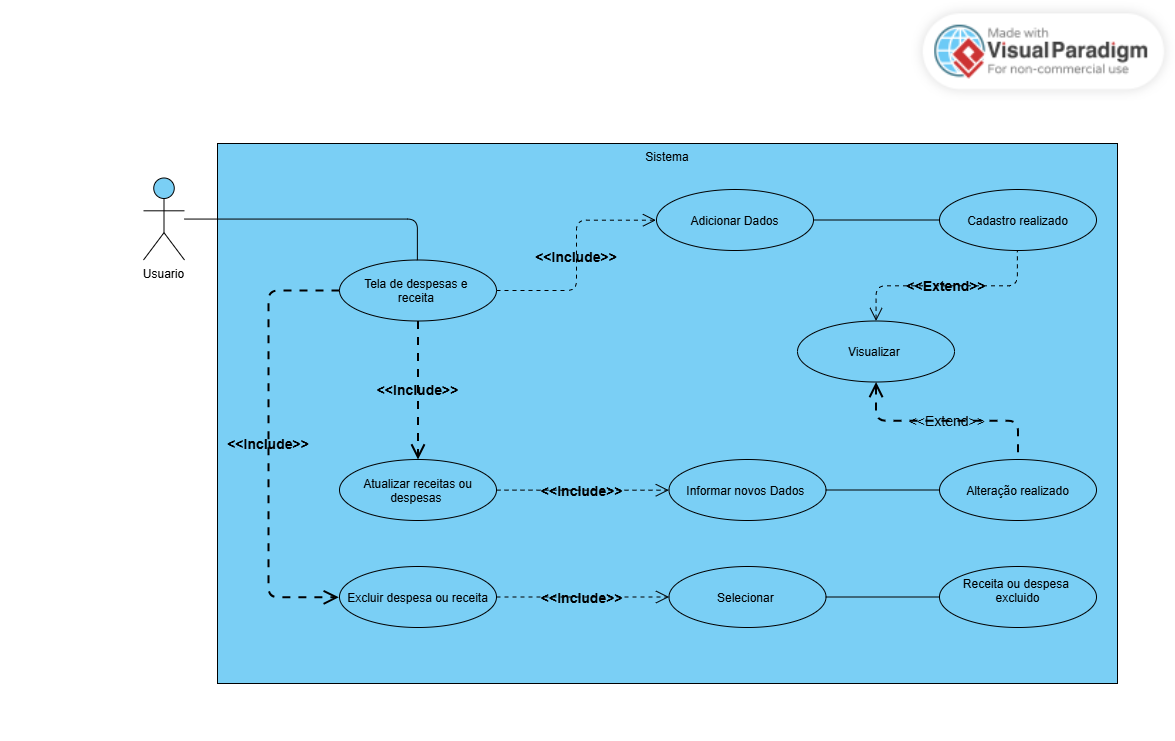 Made with
Visual Paradigm
For non-commercial use
Sistema
Usuario
Adicionar Dados
Cadastro realizado
<<Include>>
Tela de despesas e
receita
<<Extend>>
Visualizar
<<Include>>
<<Extend>>
<<Include>>
Atualizar receitas ou
despesas
<<Include>>
Informar novos Dados
Alteração realizado
Excluir despesa ou receita
<<Include>>
Selecionar
Receita ou despesa
excluido